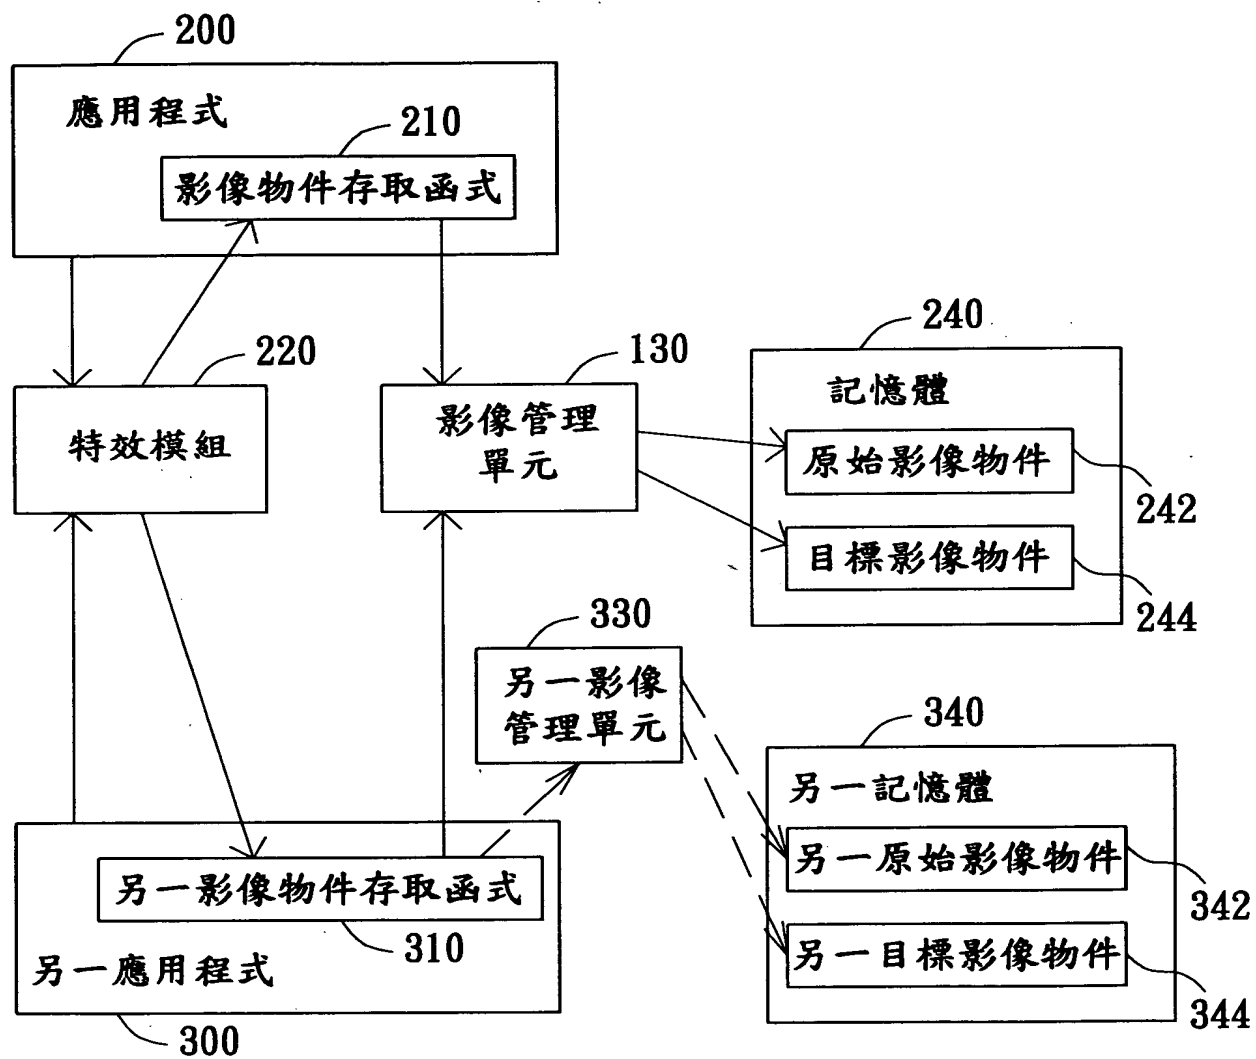 200
應用程式
210
影像物件存取函式
220
特效模組
130
影像管理
單元
240
記憶體
原始影像物件
242
目標影像物件
244
330
另一影像
管理單元
340
另一記憶體
另一原始影像物件
342
另一目標影像物件
344
另一影像物件存取函式
310
另一應用程式
300